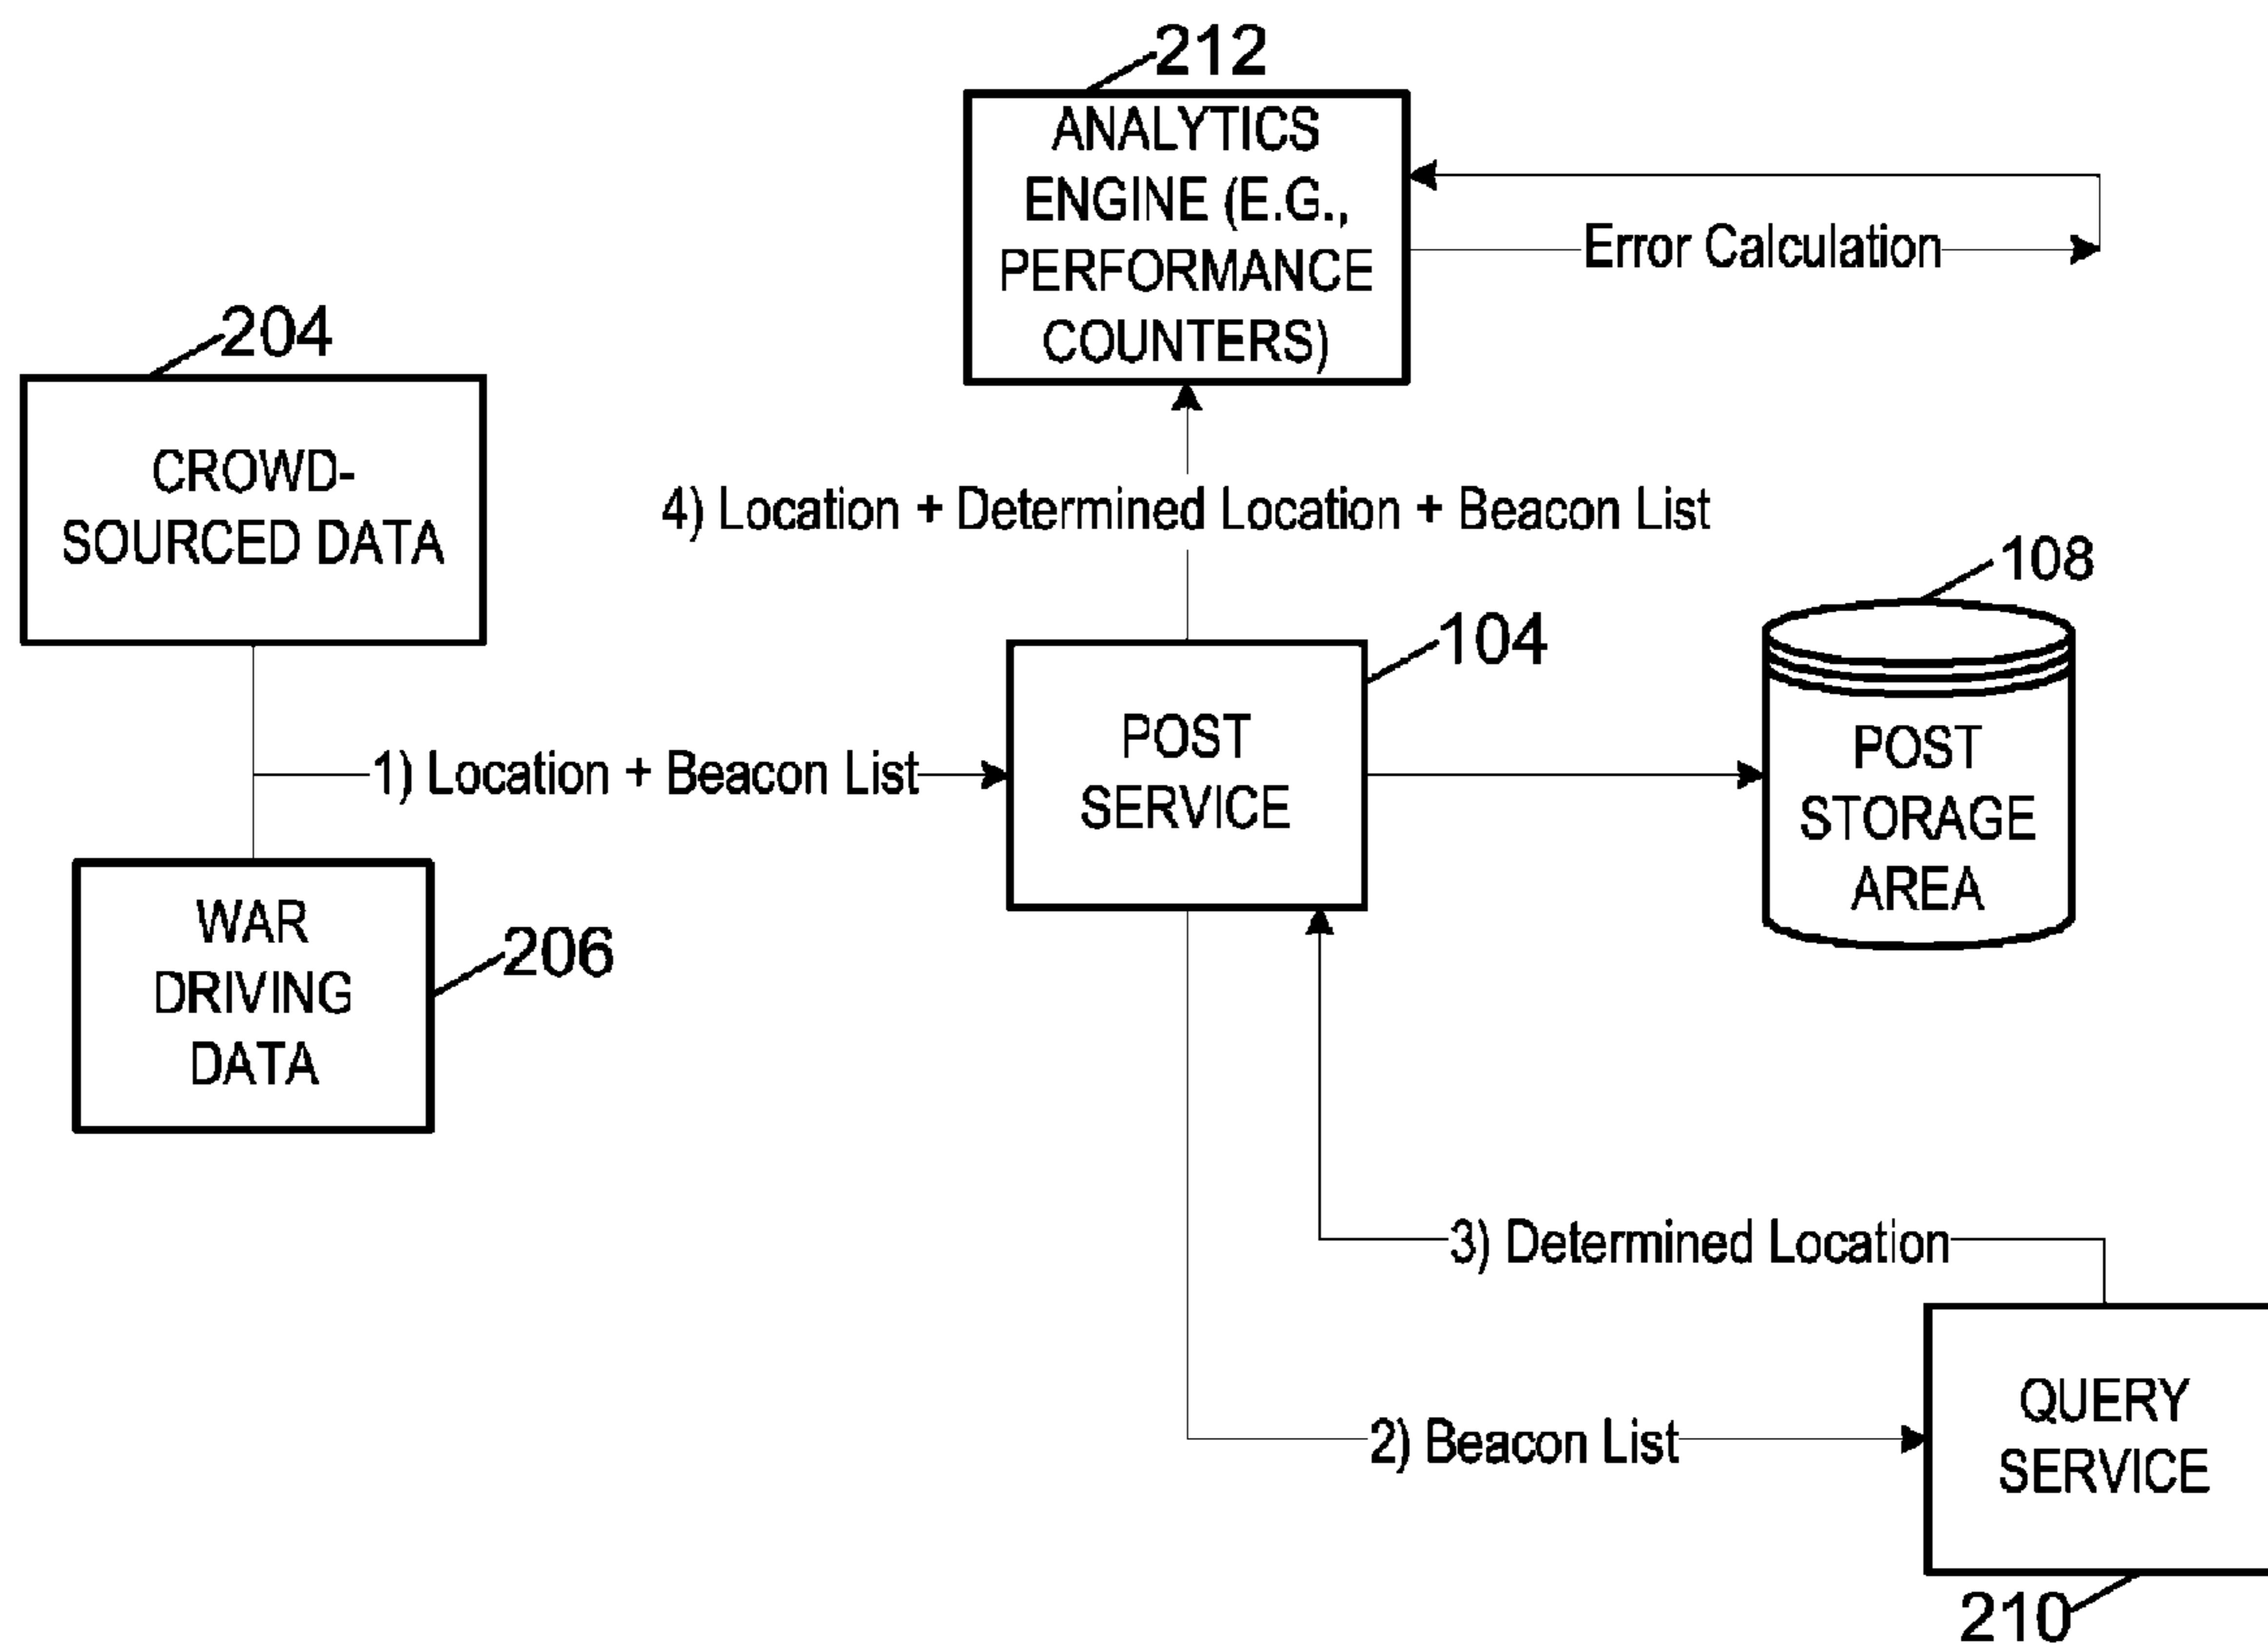 212
ANALYTICS
ENGINE (E.G.,
PERFORMANCE
COUNTERS)
Error Calculation
204
CROWD-
SOURCED DATA
4) Location + Determined Location + Beacon List
108
104
POST
SERVICE
1) Location + Beacon List
POST
STORAGE
AREA
WAR
DRIVING
DATA
206
3) Determined Location
2) Beacon List
QUERY
SERVICE
210